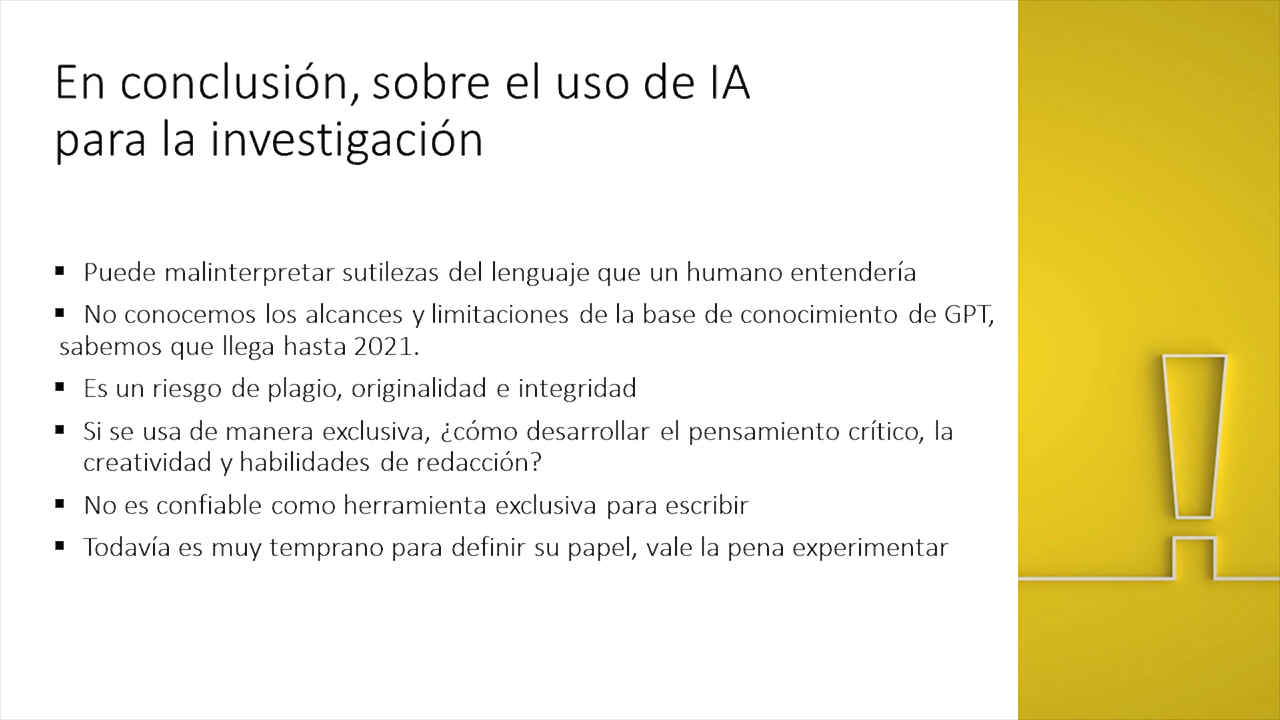 En conclusión, sobre el uso de IA
para la investigación
▪ Puede malinterpretar sutilezas del lenguaje que un humano entendería
▪ No conocemos los alcances y limitaciones de la base de conocimiento de GPT,
sabemos que llega hasta 2021.
▪ Es un riesgo de plagio, originalidad e integridad
▪ Si se usa de manera exclusiva, ¿cómo desarrollar el pensamiento crítico, la
creatividad y habilidades de redacción?
▪ No es confiable como herramienta exclusiva para escribir
▪ Todavía es muy temprano para definir su papel, vale la pena experimentar